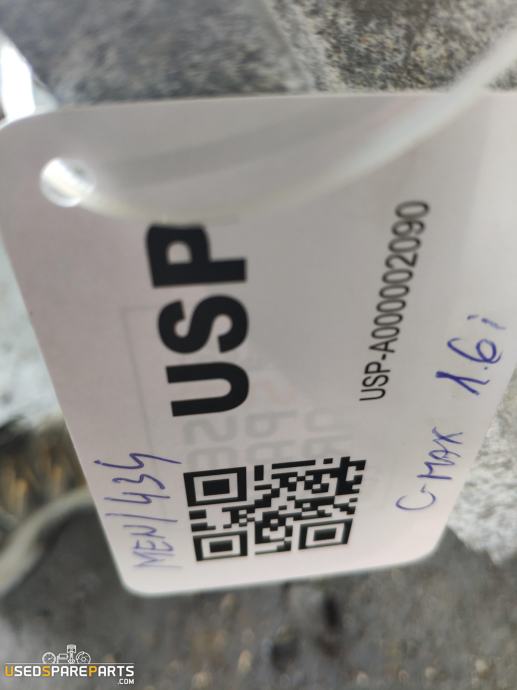 USP
USP-A000002090
MEN/434
C-MAX 1.6i
USEDSPAREPARTS
.COM